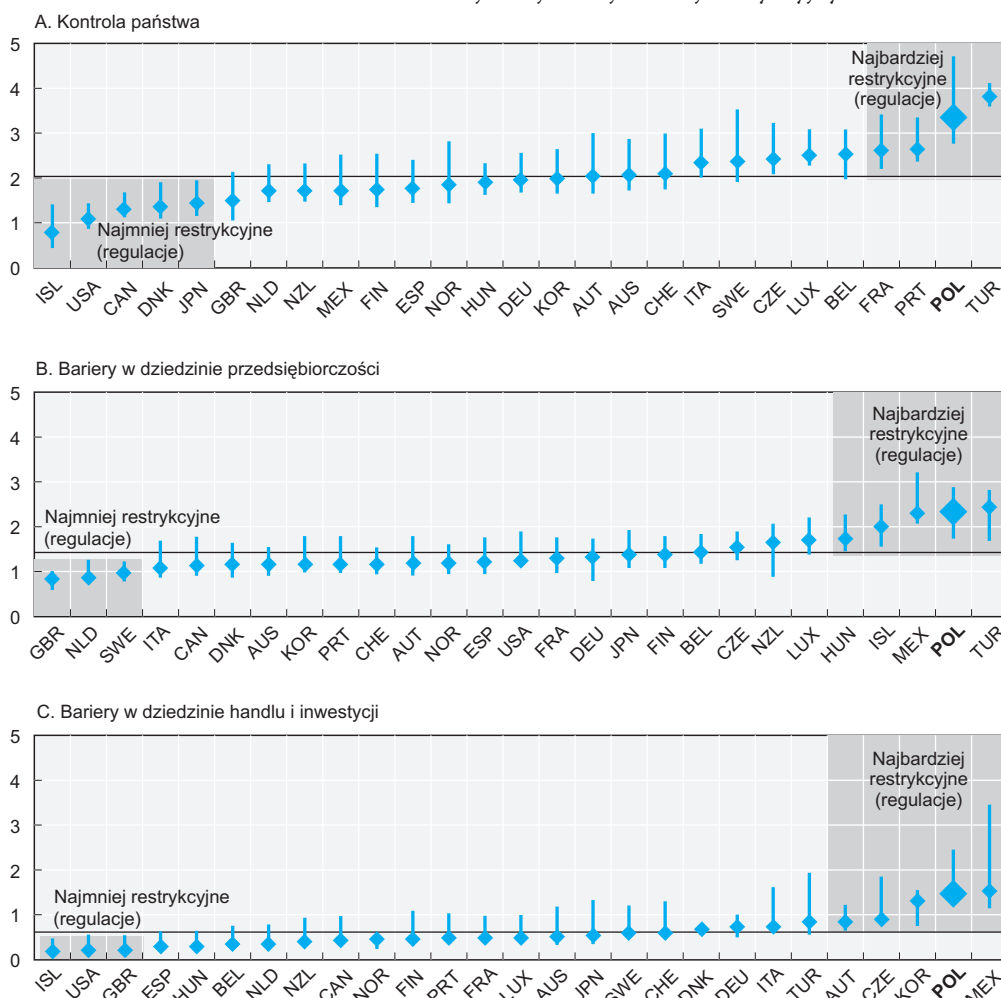 A. Kontrola państwa
5
4
3
2
1
0
Najbardziej
restrykcyjne
(regulacje)
Najmniej restrykcyjne
(regulacje)
ISL USA CAN DNK JPN GBR NLD NZL MEX FIN ESP NOR HUN DEU KOR AUT AUS CHE ITA SWE CZE LUX BEL FRA PRT POL TUR
B. Bariery w dziedzinie przedsiębiorczości
5
4
3
2
1
0
Najbardziej
restrykcyjne
(regulacje)
Najmniej restrykcyjne
(regulacje)
GBR NLD SWE ITA CAN DNK AUS KOR PRT CHE AUT NOR ESP USA FRA DEU JPN FIN BEL CZE NZL LUX HUN ISL MEX POL TUR
C. Bariery w dziedzinie handlu i inwestycji
5
4
3
2
1
0
Najbardziej
restrykcyjne
(regulacje)
Najmniej restrykcyjne
(regulacje)
ISL USA GBR ESP HUN BEL NLD NZL CAN NOR FIN PRT FRA LUX AUS JPN SWE CHE DNK DEU ITA TUR AUT CZE KOR POL MEX